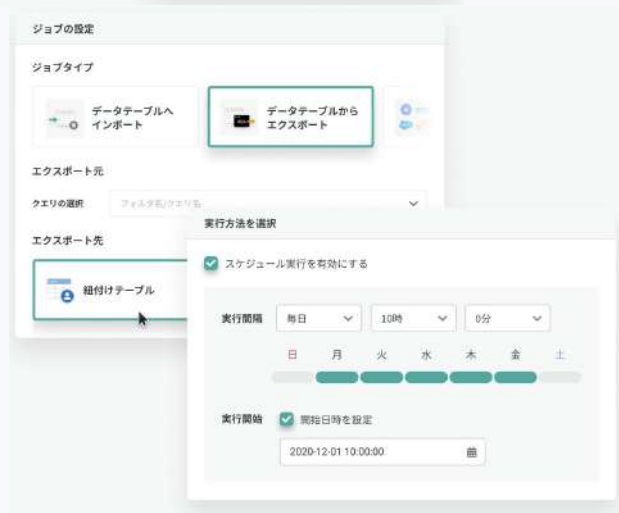 ジョブの設定
ジョブタイプ
データテーブルへ
インポート
データテーブルから
エクスポート
エクスポート元
クエリの選択 フォルダ名/クエリ名
エクスポート先
紐付けテーブル
実行方法を選択
スケジュール実行を有効にする
実行間隔 毎日 10時 0分
日 月 火 水 木 金 土
実行開始 開始日時を設定
2020-12-01 10:00:00